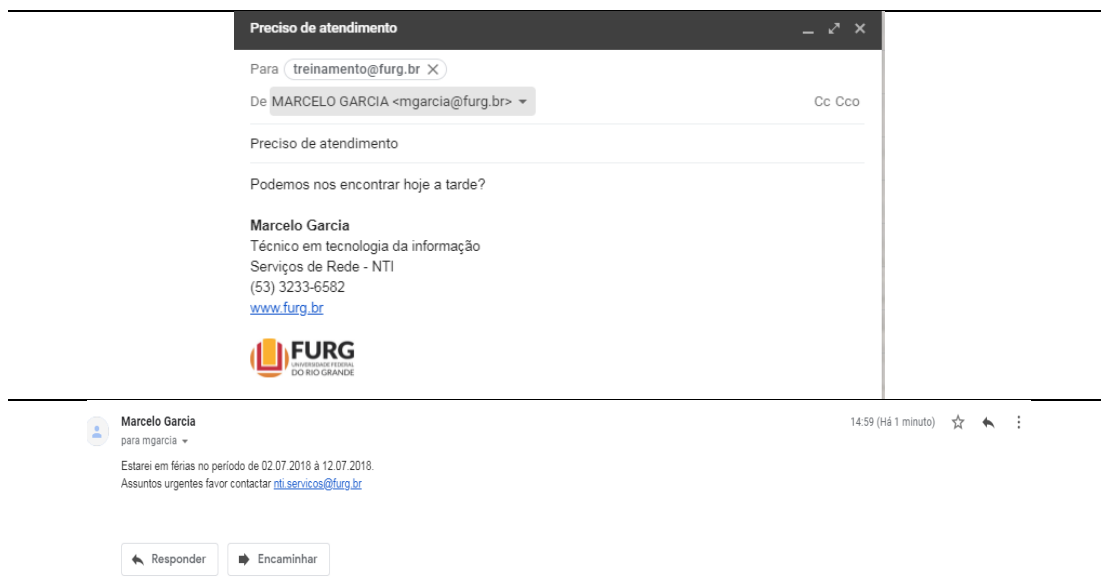 Preciso de atendimento
Para treinamento@furg.br
De MARCELO GARCIA <mgarcia@furg.br> Cc Cco
Preciso de atendimento
Podemos nos encontrar hoje a tarde?
Marcelo Garcia
Técnico em tecnologia da informação
Serviços de Rede - NTI
(53) 3233-6582
www.furg.br
FURG
UNIVERSIDADE FEDERAL
DO RIO GRANDE
Marcelo Garcia 14:59 (Há 1 minuto)
para mgarcia
Estarei em férias no período de 02.07.2018 à 12.07.2018.
Assuntos urgentes favor contactar nti.servicos@furg.br
Responder Encaminhar